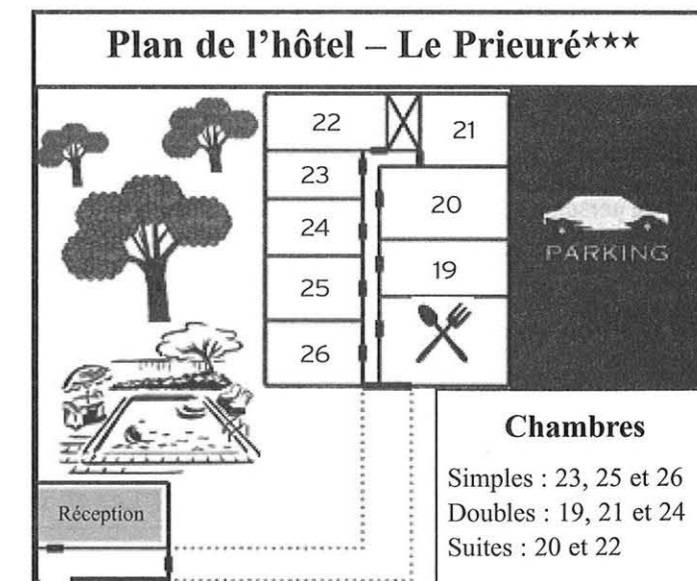 Plan de l'hôtel – Le Prieuré***
22
21
23
20
24
PARKING
19
25
26
Chambres
Simples : 23, 25 et 26
Réception
Doubles : 19, 21 et 24
Suites : 20 et 22